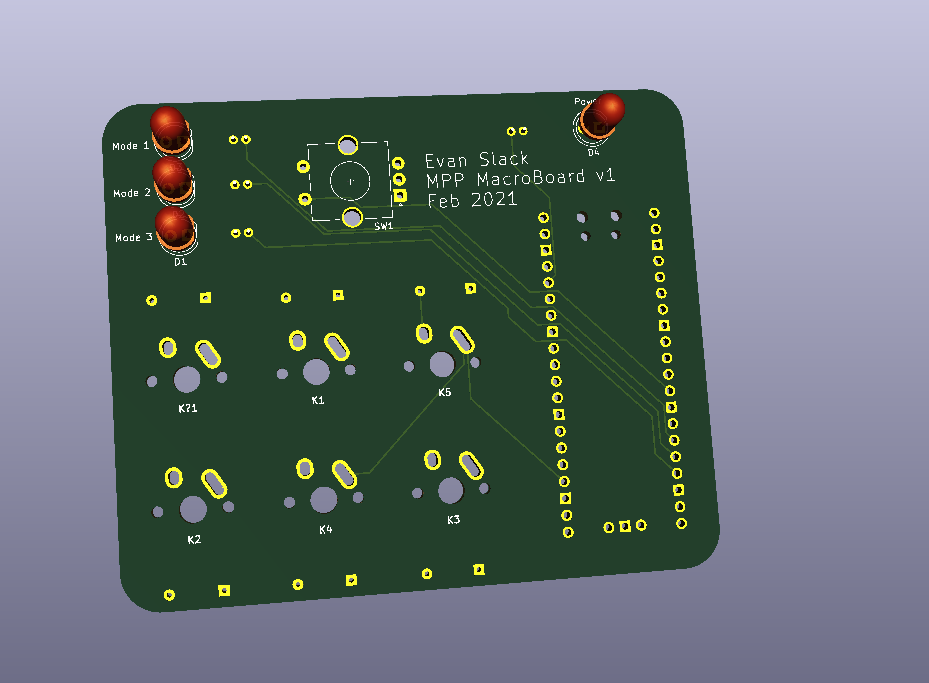 Mode 1
Mode 2
Mode 3
D1
SW1
Evan Slack
MPP MacroBoard v1
Feb 2021
D4
K?1
K1
K5
K2
K4
K3